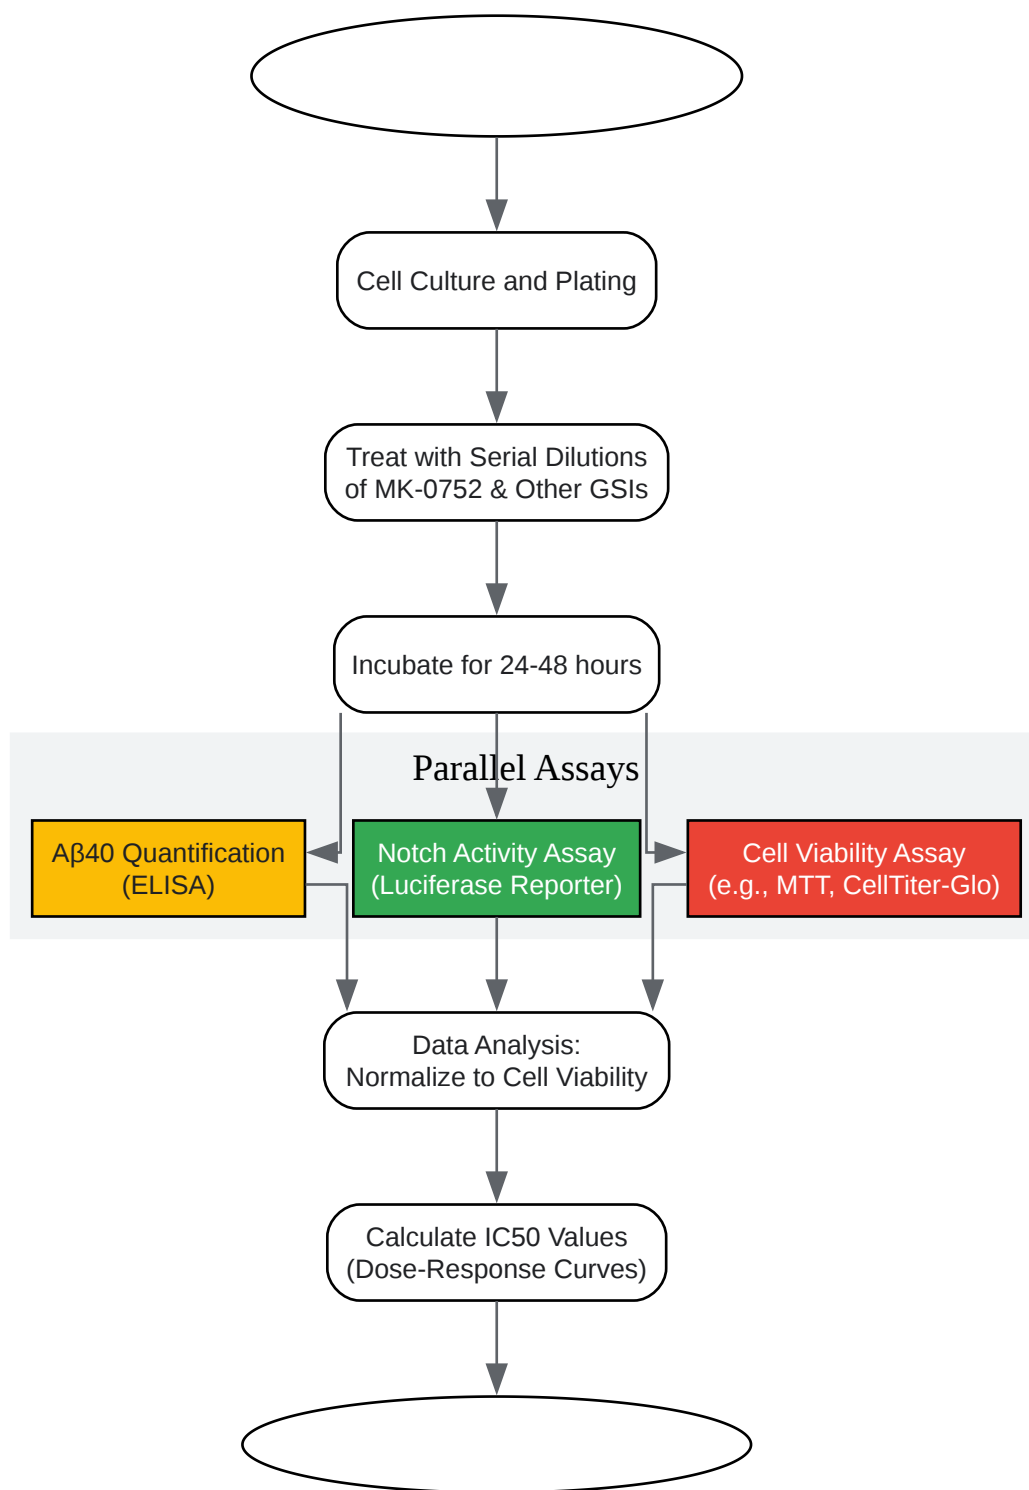 Cell Culture and Plating
Treat with Serial Dilutions
of MK-0752 & Other GSIs
Incubate for 24-48 hours
Parallel Assays
Aβ40 Quantification
(ELISA)
Notch Activity Assay
(Luciferase Reporter)
Cell Viability Assay
(e.g., MTT, CellTiter-Glo)
Data Analysis:
Normalize to Cell Viability
Calculate IC50 Values
(Dose-Response Curves)